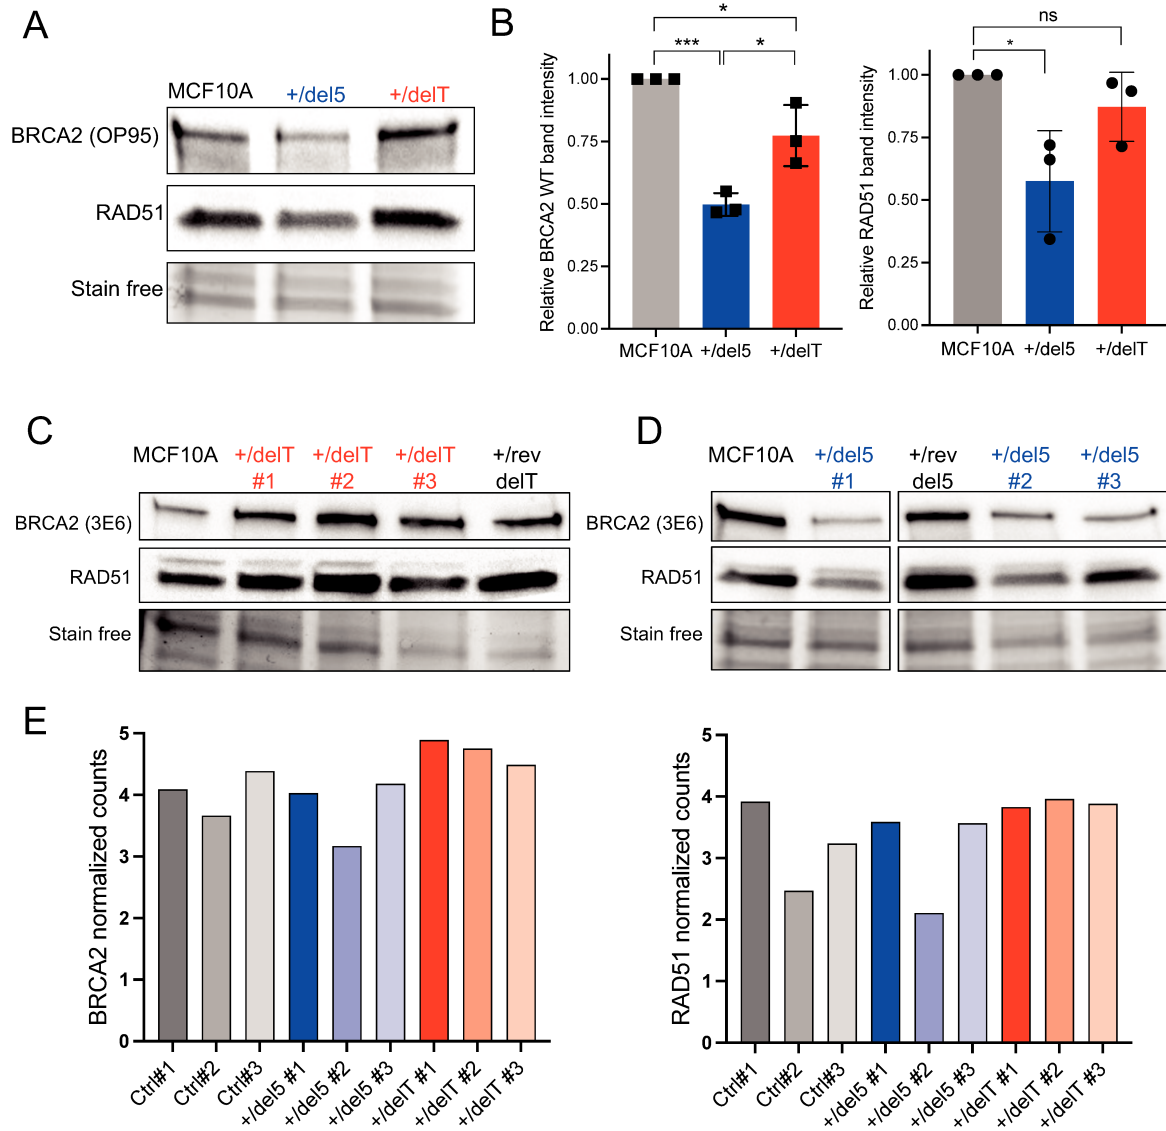 A
MCF10A +/del5 +/delT
BRCA2 (OP95)
RAD51
Stain free
B
*
*** *
Relative BRCA2 WT band intensity
1.00
0.75
0.50
0.25
0.00
MCF10A +/del5 +/delT
ns
*
Relative RAD51 band intensity
1.00
0.75
0.50
0.25
0.00
MCF10A +/del5 +/delT
C
MCF10A +/delT +/delT +/delT +/rev
#1 #2 #3 delT
BRCA2 (3E6)
RAD51
Stain free
D
MCF10A +/del5 +/rev +/del5 +/del5
#1 del5 #2 #3
BRCA2 (3E6)
RAD51
Stain free
E
BRCA2 normalized counts
5
4
3
2
1
0
Ctrl#1
Ctrl#2
Ctrl#3
+/del5 #1
+/del5 #2
+/del5 #3
+/delT #1
+/delT #2
+/delT #3
RAD51 normalized counts
5
4
3
2
1
0
Ctrl#1
Ctrl#2
Ctrl#3
+/del5 #1
+/del5 #2
+/del5 #3
+/delT #1
+/delT #2
+/delT #3